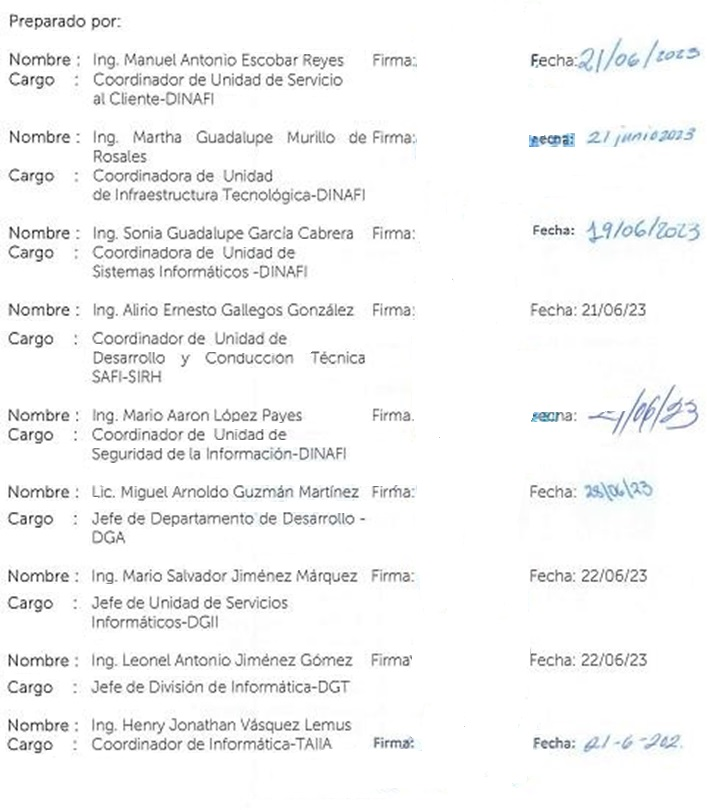 Preparado por:
Nombre : Ing. Manuel Antonio Escobar Reyes Firma: Fecha: 21/06/2023
Cargo : Coordinador de Unidad de Servicio
al Cliente-DINAFI
Nombre : Ing. Martha Guadalupe Murillo de Firma: Fecha: 21 junio 2023
Rosales
Cargo : Coordinadora de Unidad
de Infraestructura Tecnológica-DINAFI
Nombre : Ing. Sonia Guadalupe García Cabrera Firma: Fecha: 19/06/2023
Cargo : Coordinadora de Unidad de
Sistemas Informáticos -DINAFI
Nombre : Ing. Alirio Ernesto Gallegos González Firma: Fecha: 21/06/23
Cargo : Coordinador de Unidad de
Desarrollo y Conducción Técnica
SAFI-SIRH
Nombre : Ing. Mario Aaron López Payes Firma. Fecha: /06/23
Cargo : Coordinador de Unidad de
Seguridad de la Información-DINAFI
Nombre : Lic. Miguel Arnoldo Guzmán Martínez Firma: Fecha: 28/06/23
Cargo : Jefe de Departamento de Desarrollo -
DGA
Nombre : Ing. Mario Salvador Jiménez Márquez Firma: Fecha: 22/06/23
Cargo : Jefe de Unidad de Servicios
Informáticos-DGII
Nombre : Ing. Leonel Antonio Jiménez Gómez Firma Fecha: 22/06/23
Cargo : Jefe de División de Informática-DGT
Nombre : Ing. Henry Jonathan Vásquez Lemus
Cargo : Coordinador de Informática-TAIIA Firma: Fecha: 21-6-202.